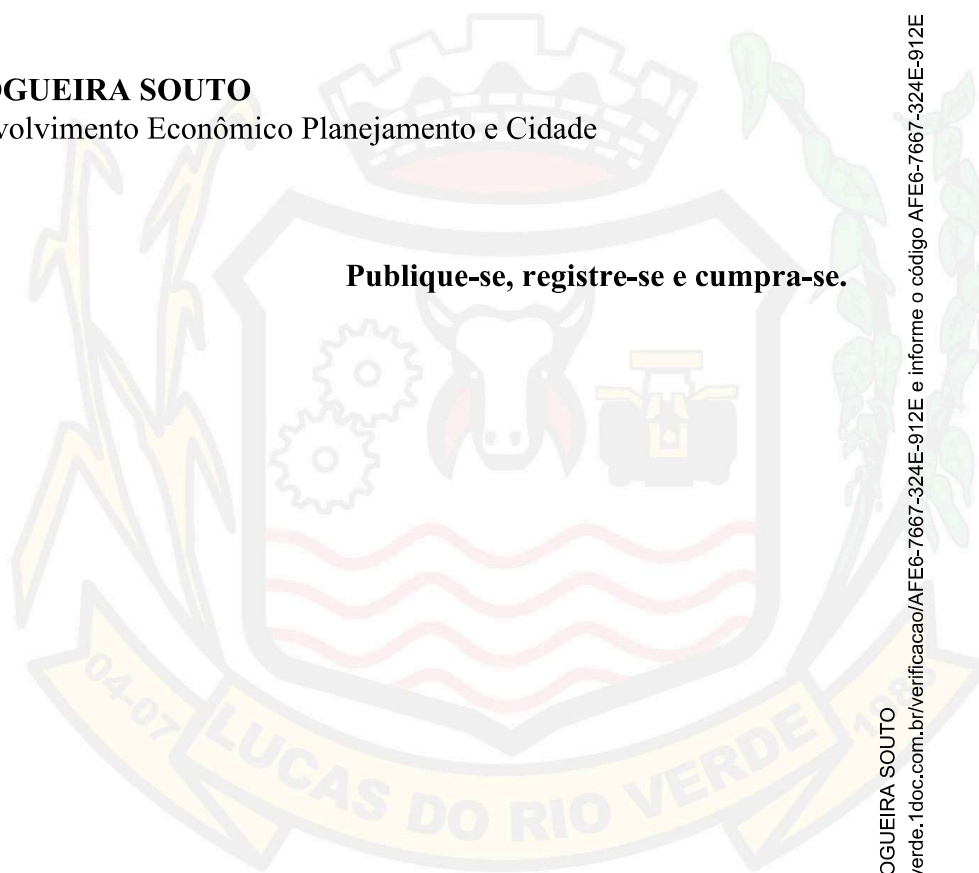 OGUEIRA SOUTO
volvimento Econômico Planejamento e Cidade
Publique-se, registre-se e cumpra-se.
04-07
LUCAS DO RIO VERDE
1988
OGUEIRA SOUTO
verde.1doc.com.br/verificacao/AFE6-7667-324E-912E e informe o código AFE6-7667-324E-912E